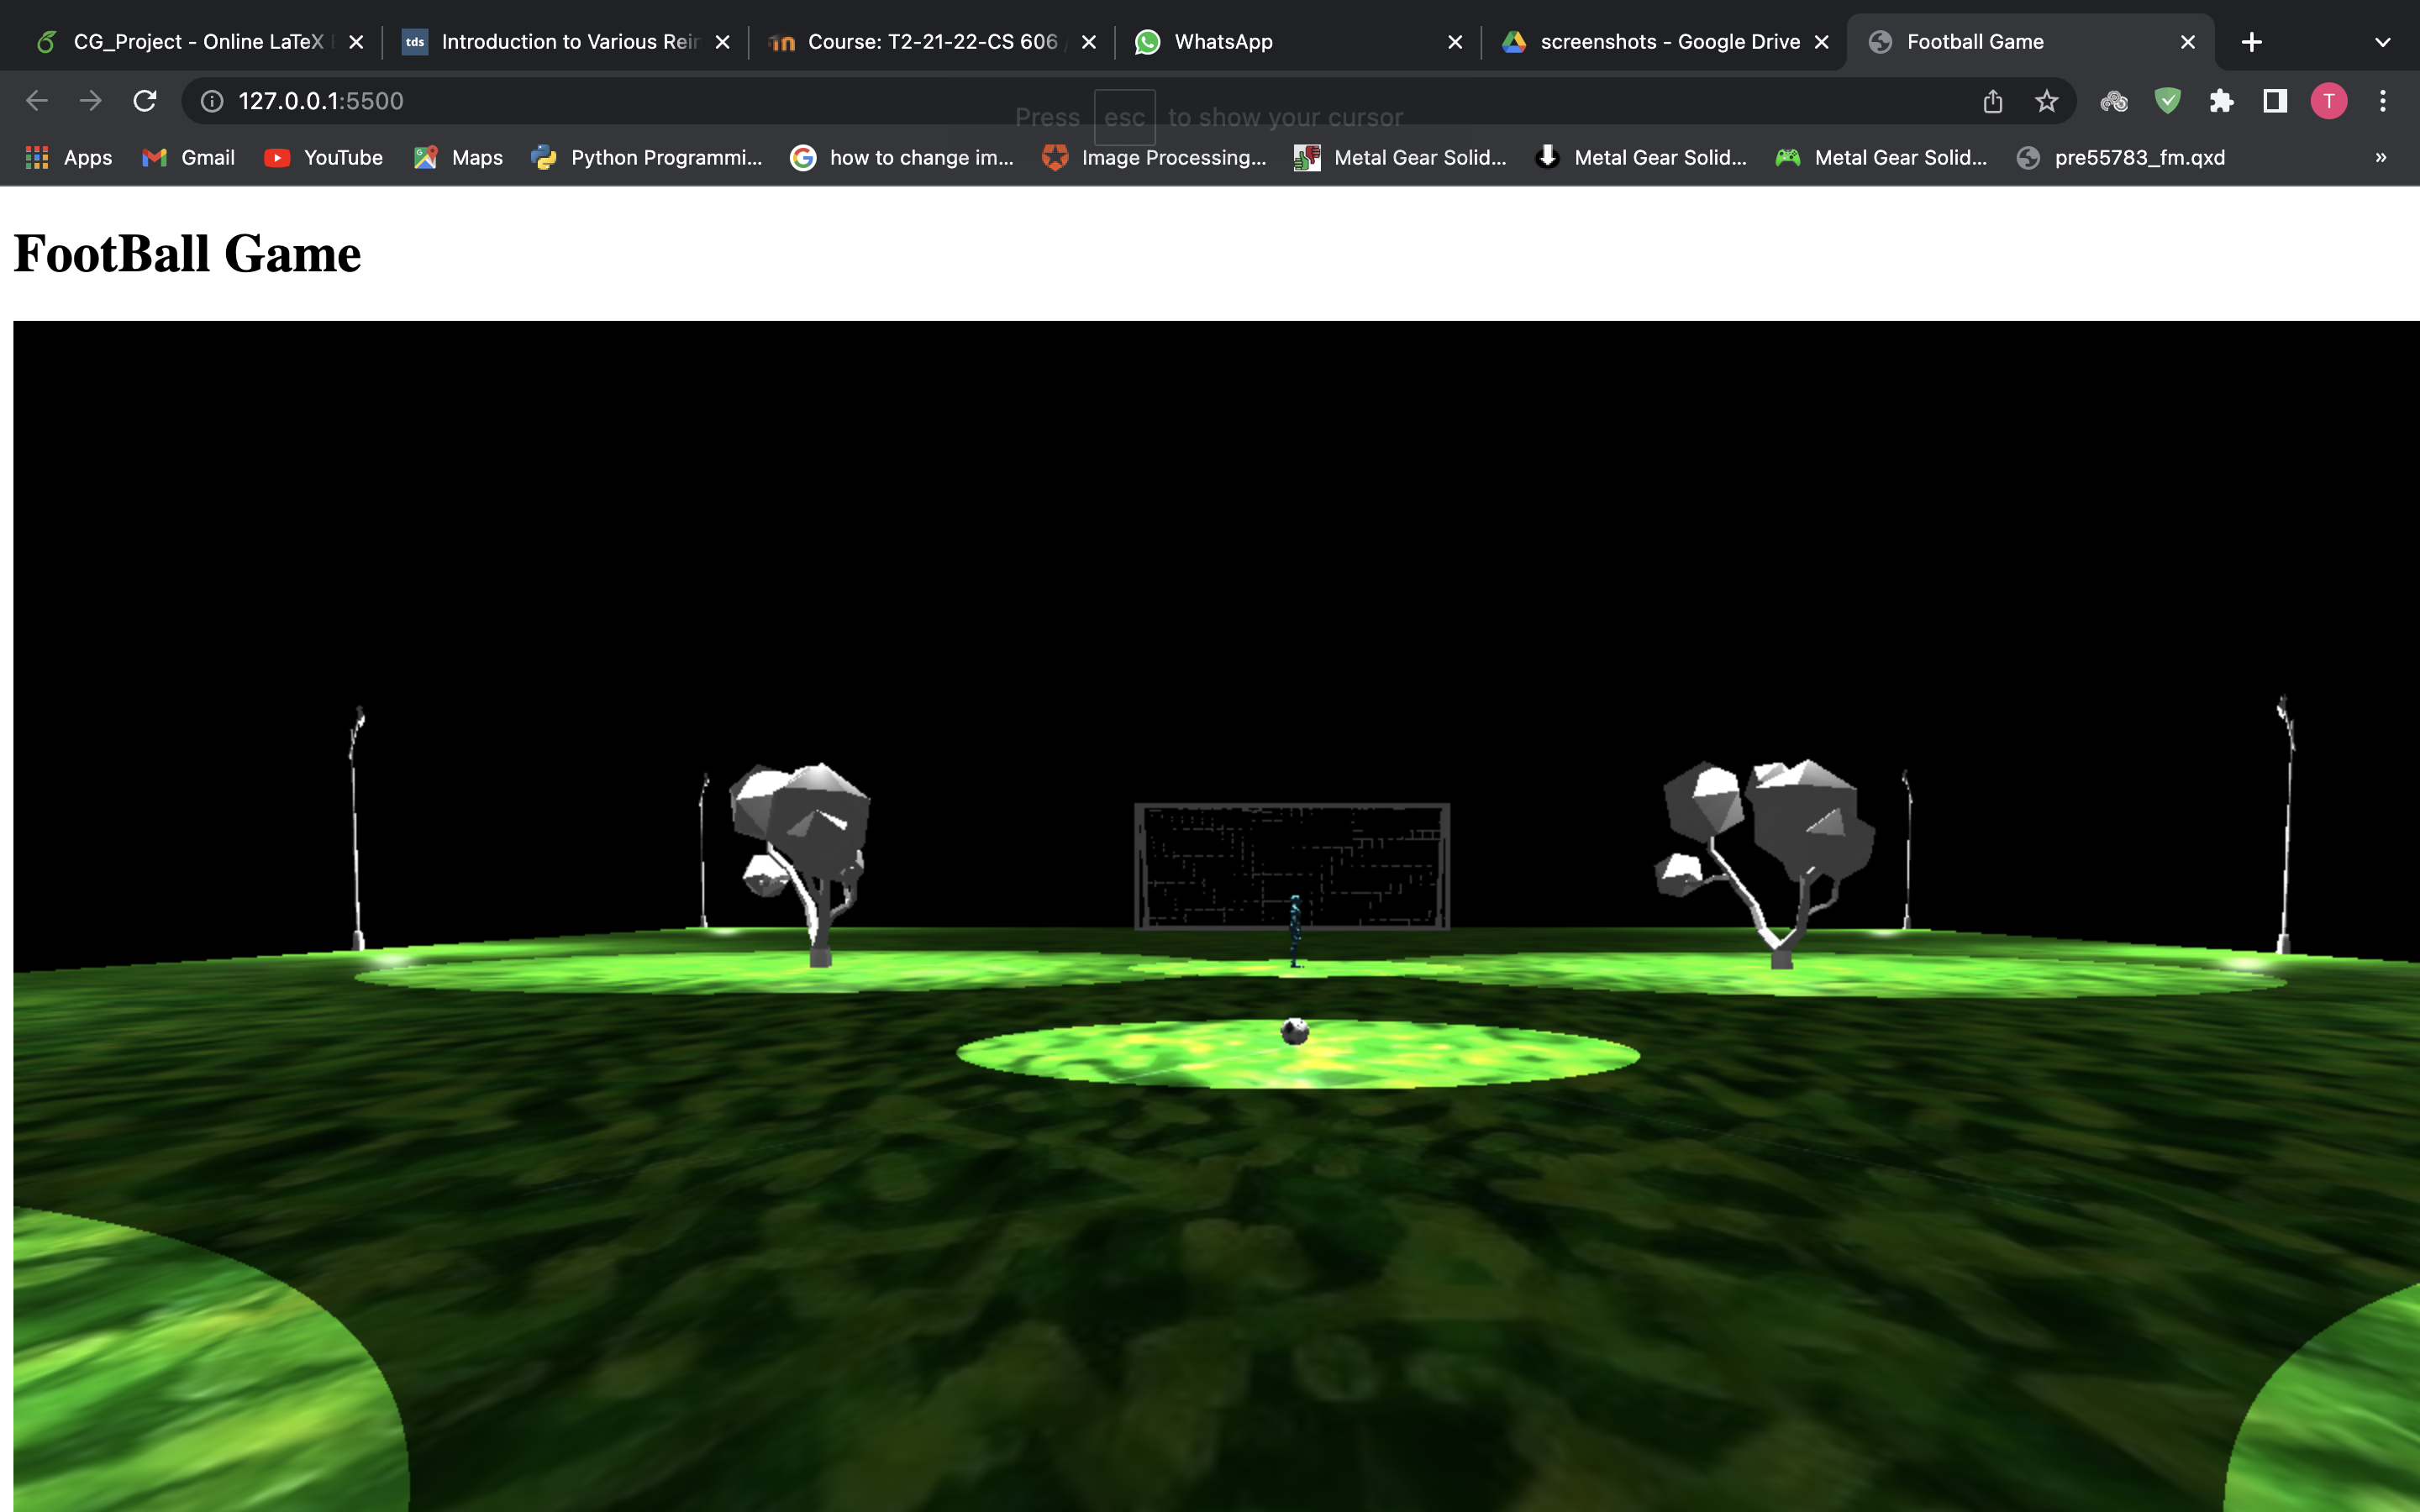 CG_Project - Online LaTeX
tds Introduction to Various Rein
Course: T2-21-22-CS 606
WhatsApp
screenshots - Google Drive
Football Game
127.0.0.1:5500
Press esc to show your cursor
T
Apps
Gmail
YouTube
Maps
Python Programmi...
how to change im...
Image Processing...
Metal Gear Solid...
Metal Gear Solid...
Metal Gear Solid...
pre55783_fm.qxd
»
FootBall Game